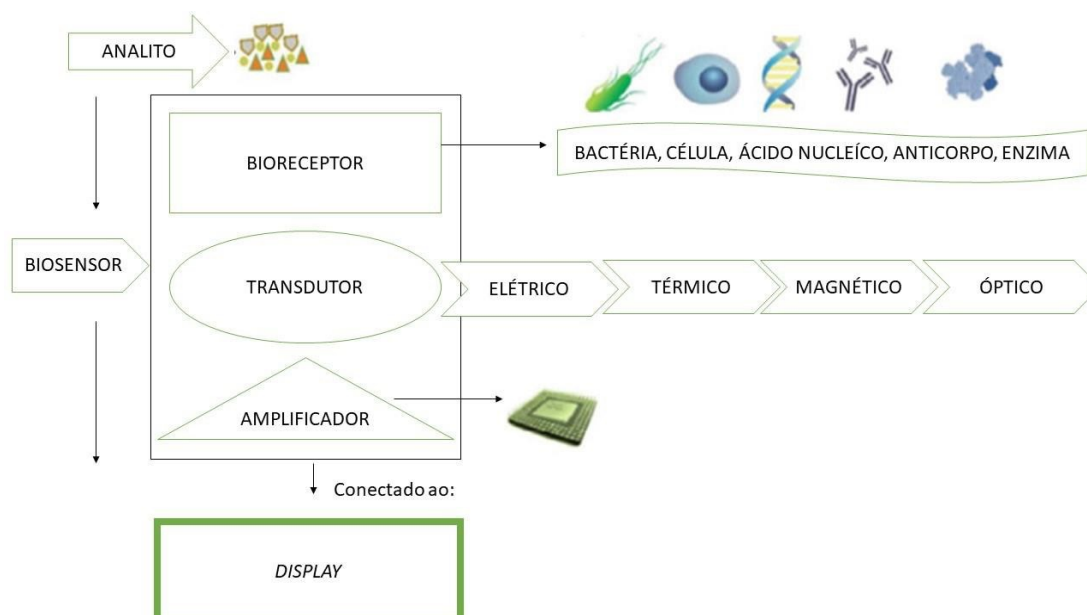 ANALITO
BIORECEPTOR
BACTÉRIA, CÉLULA, ÁCIDO NUCLEÍCO, ANTICORPO, ENZIMA
BIOSENSOR
TRANSDUTOR
ELÉTRICO
TÉRMICO
MAGNÉTICO
ÓPTICO
AMPLIFICADOR
Conectado ao:
DISPLAY